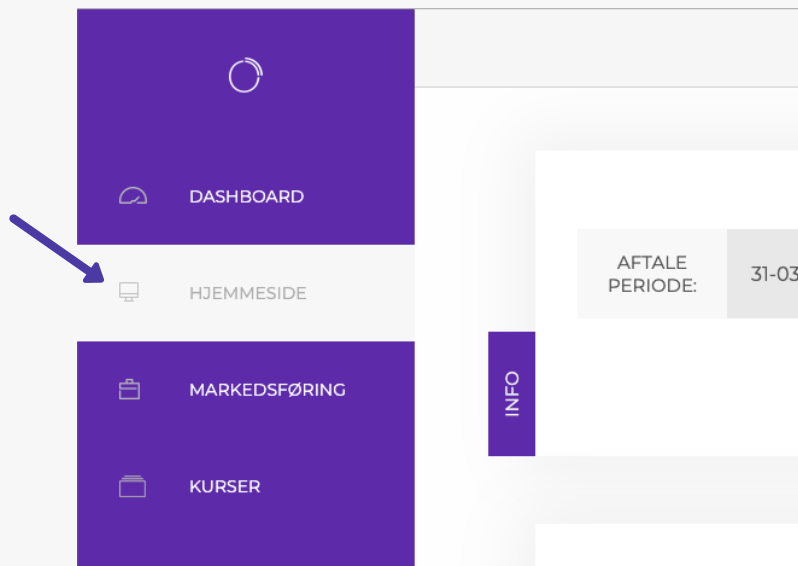 DASHBOARD
HJEMMESIDE
MARKEDSFØRING
KURSER
INFO
AFTALE
PERIODE:
31-03